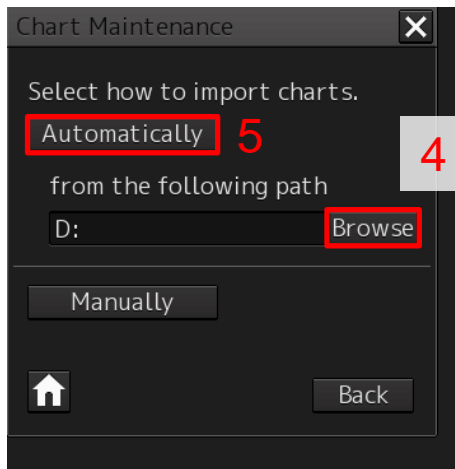 Chart Maintenance
Select how to import charts.
Automatically 5
4
from the following path
D: Browse
Manually
Back